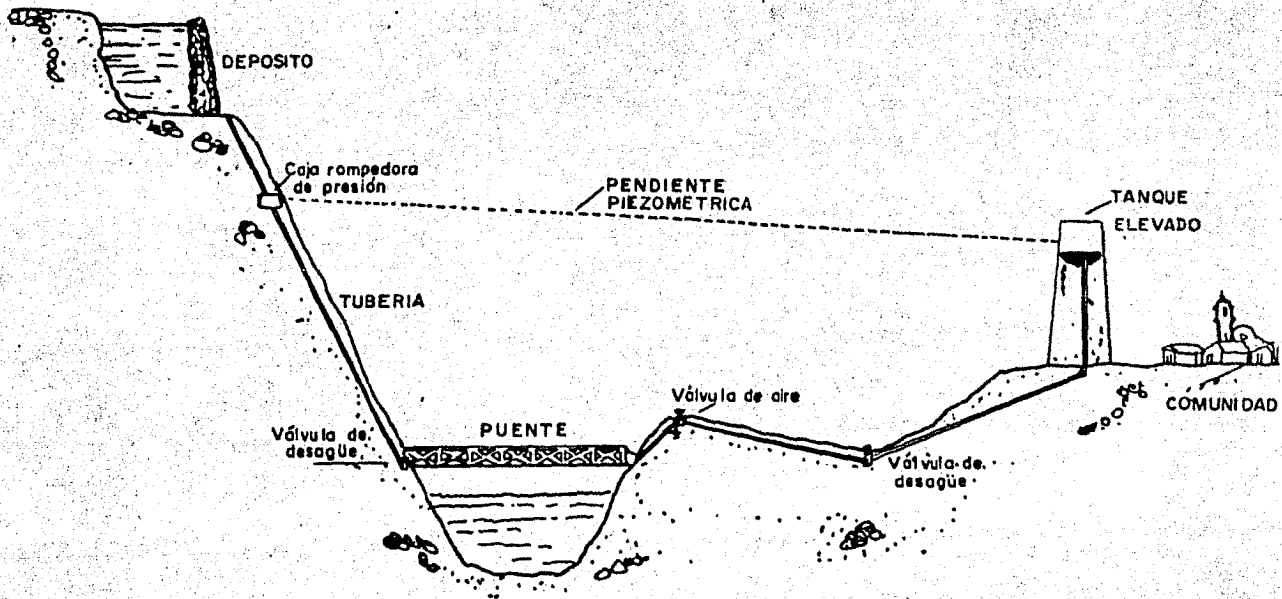 DEPOSITO
Caja rompedora
de presión
PENDIENTE
PIEZOMETRICA
TANQUE
ELEVADO
TUBERIA
Válvula de aire
COMUNIDAD
PUENTE
Válvula de
desagüe
Válvula de
desagüe